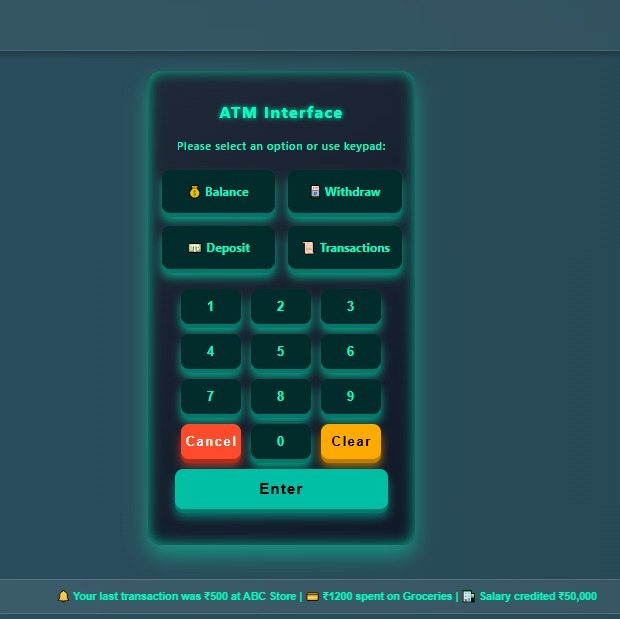 ATM Interface
Please select an option or use keypad:
💰 Balance 🏧 Withdraw
💵 Deposit 📜 Transactions
1 2 3
4 5 6
7 8 9
Cancel 0 Clear
Enter
🔔 Your last transaction was ₹500 at ABC Store | 💳 ₹1200 spent on Groceries | 🏦 Salary credited ₹50,000